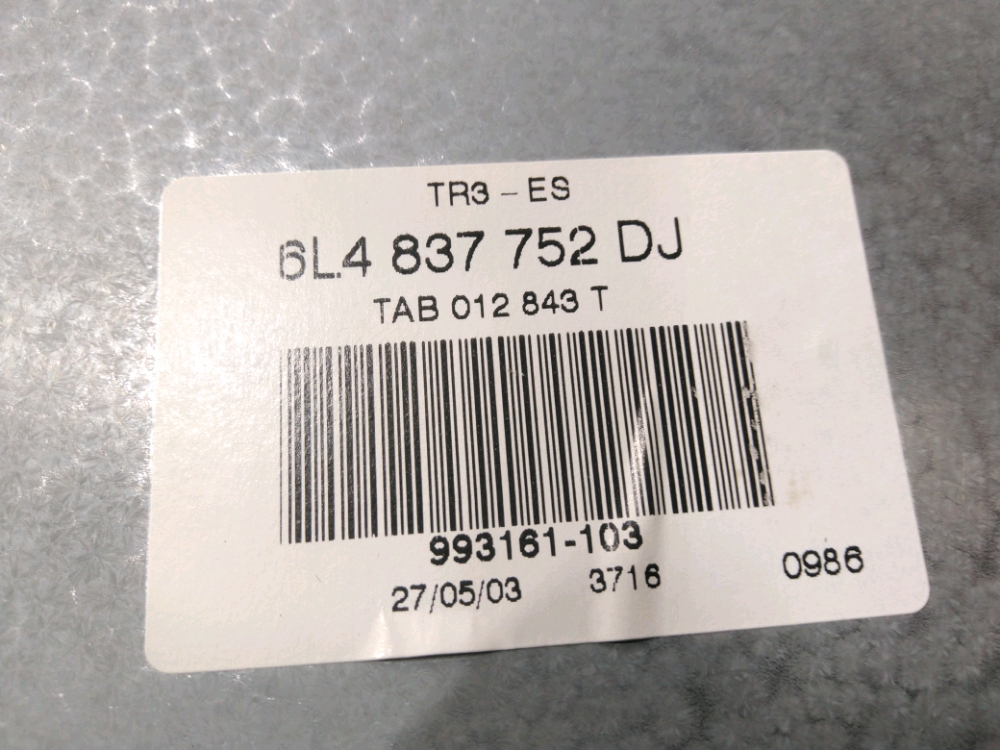 TR3 - ES
6L4 837 752 DJ
TAB 012 843 T
993161-103
27/05/03 3716 0986